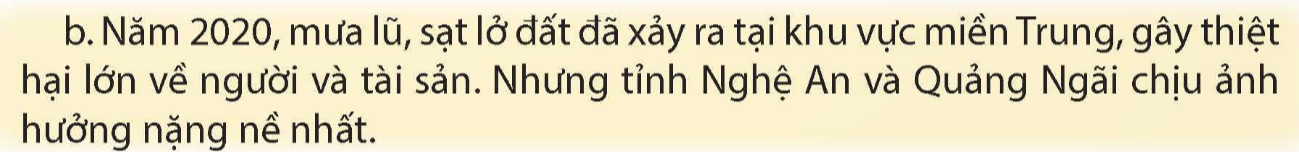 b. Năm 2020, mưa lũ, sạt lở đất đã xảy ra tại khu vực miền Trung, gây thiệt
hại lớn về người và tài sản. Nhưng tỉnh Nghệ An và Quảng Ngãi chịu ảnh
hưởng nặng nề nhất.